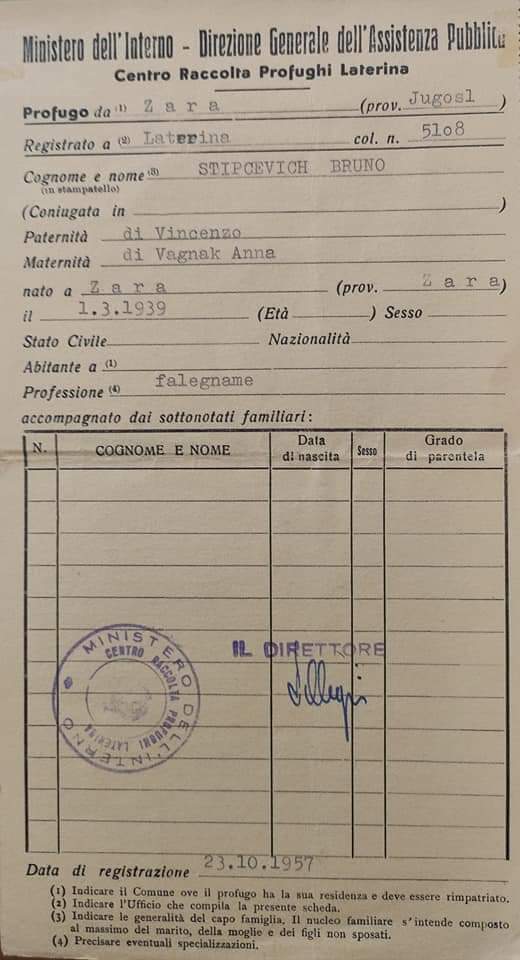 Ministero dell'Interno - Direzione Generale dell'Assistenza Pubblica
Centro Raccolta Profughi Laterina
Profugo da (1) Zara (prov. Jugosl )
Registrato a (2) Laterina col. n. 5108
Cognome e nome (3) STIPCEVICH BRUNO
(in stampatello)
(Coniugata in )
Paternità di Vincenzo
Maternità di Vagnak Anna
nato a Zara (prov. Zara)
il 1.3.1939 (Età ) Sesso
Stato Civile Nazionalità
Abitante a (1)
Professione (4) falegname
accompagnato dai sottonotati familiari:
N. COGNOME E NOME Data di nascita Sesso Grado di parentela
IL DIRETTORE
MINISTERO DELL'INTERNO
CENTRO RACCOLTA PROFUGHI LATERINA
Data di registrazione 23.10.1957
(1) Indicare il Comune ove il profugo ha la sua residenza e deve essere rimpatriato.
(2) Indicare l'Ufficio che compila la presente scheda.
(3) Indicare le generalità del capo famiglia. Il nucleo familiare s'intende composto
al massimo del marito, della moglie e dei figli non sposati.
(4) Precisare eventuali specializzazioni.